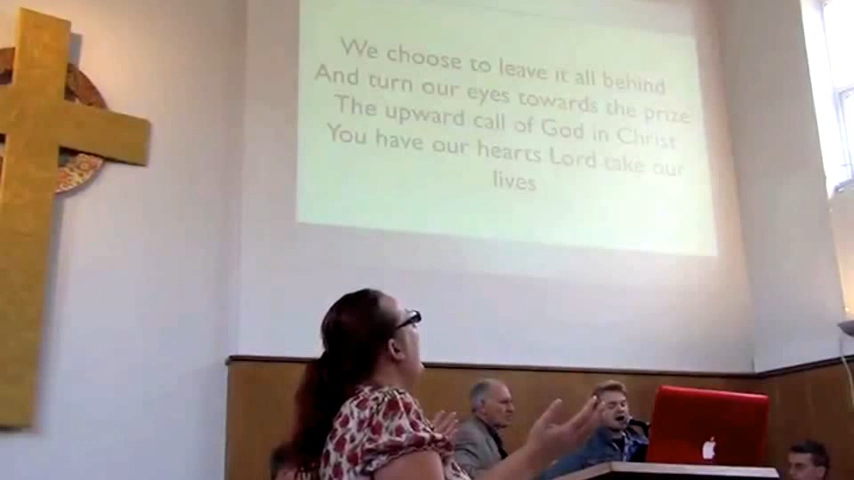 We choose to leave it all behind
And turn our eyes towards the prize
The upward call of God in Christ
You have our hearts Lord take our
lives